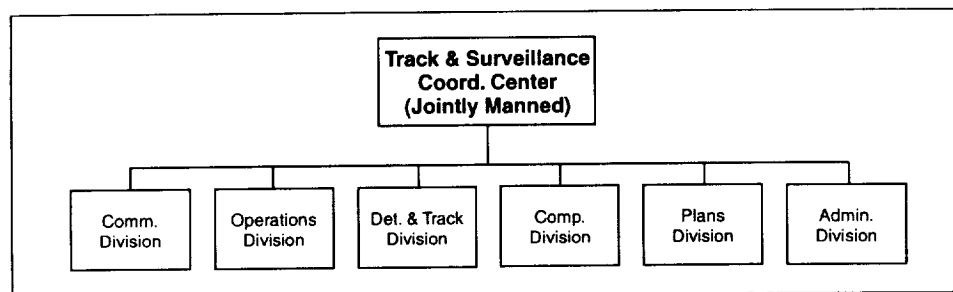 Track & Surveillance
Coord. Center
(Jointly Manned)
Comm.
Division
Operations
Division
Det. & Track
Division
Comp.
Division
Plans
Division
Admin.
Division